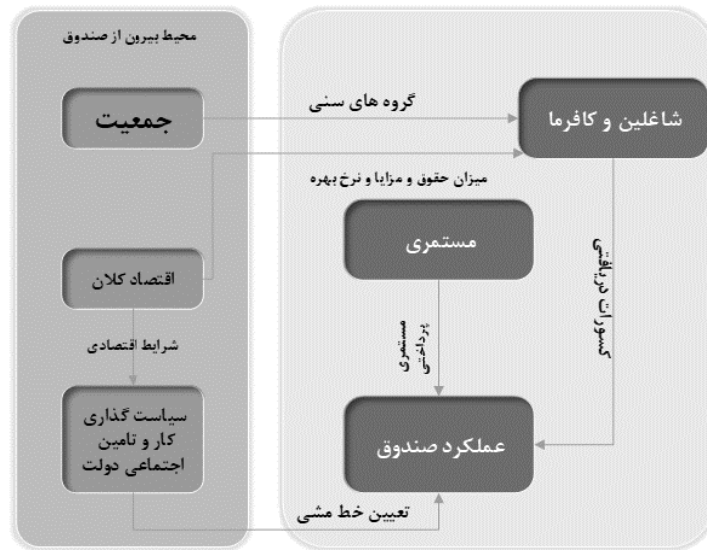 محیط بیرون از صندوق
جمعیت
گروه های سنی
شاغلین و کافرما
میزان حقوق و مزایا و نرخ بهره
مستمری
اقتصاد کلان
کسورات دریافتی
شرایط اقتصادی
مستمری
پرداختی
سیاست گذاری
کار و تامین
اجتماعی دولت
عملکرد صندوق
تعیین خط مشی